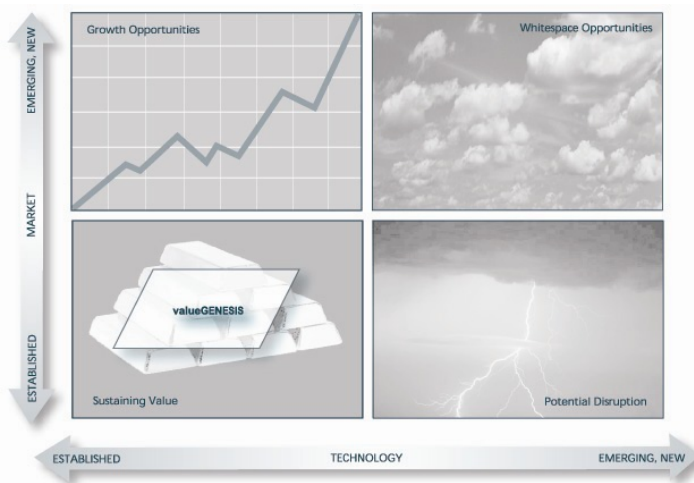 Growth Opportunities
Whitespace Opportunities
EMERGING, NEW
MARKET
ESTABLISHED
valueGENESIS
Sustaining Value
Potential Disruption
ESTABLISHED
TECHNOLOGY
EMERGING, NEW